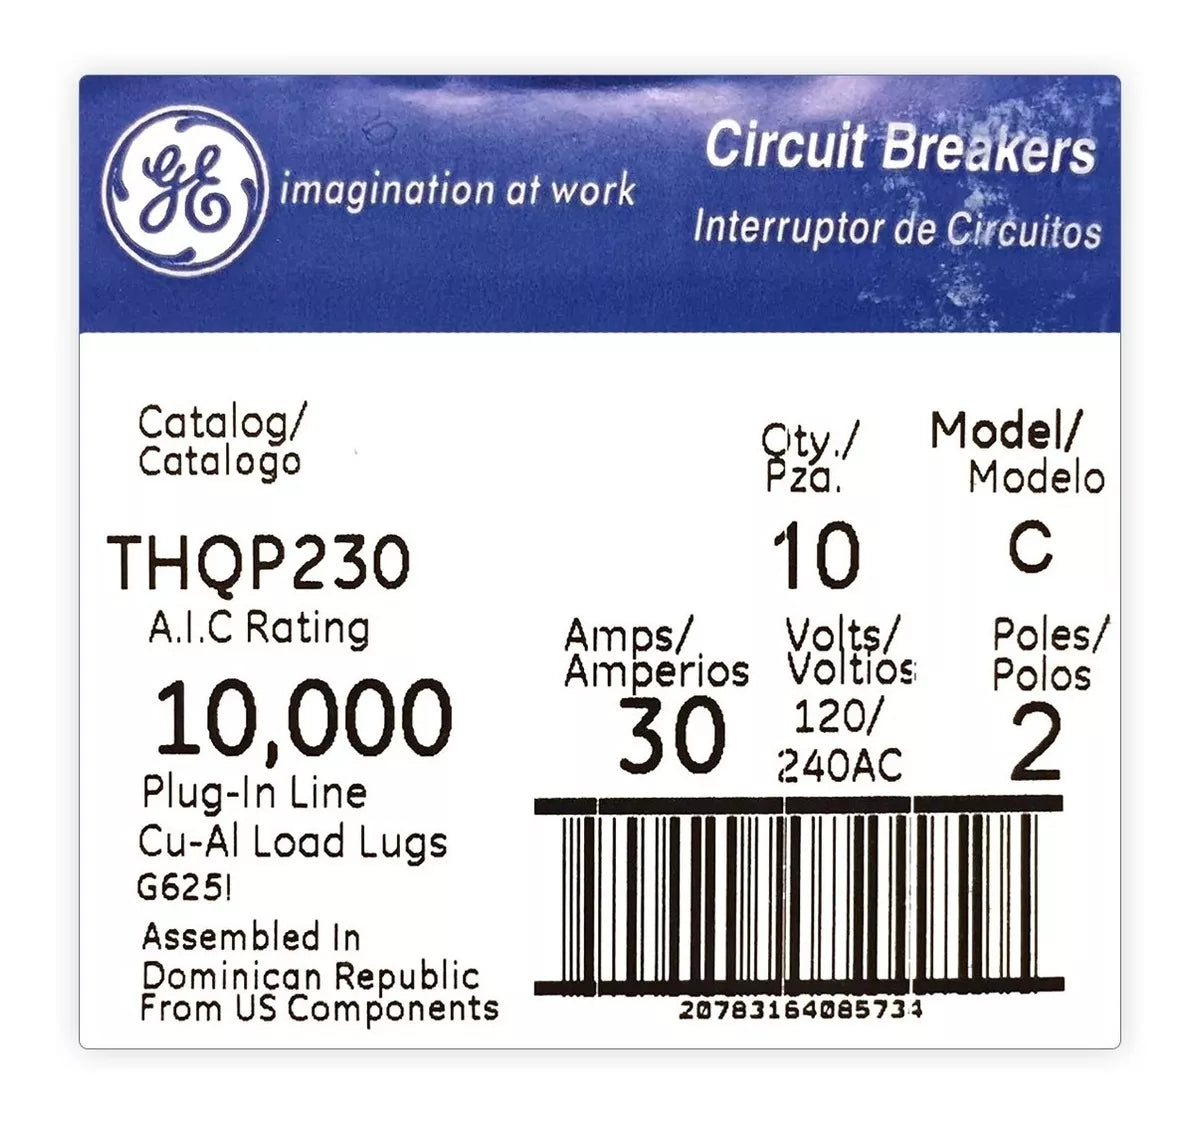 GE imagination at work
Circuit Breakers
Interruptor de Circuitos
Catalog/
Catalogo
Qty./
Pza.
Model/
Modelo
THQP230
10
C
A.I.C Rating
10,000
Amps/
Amperios
30
Volts/
Voltios
120/
240AC
Poles/
Polos
2
Plug-In Line
Cu-Al Load Lugs
G625!
Assembled In
Dominican Republic
From US Components
20783164085734